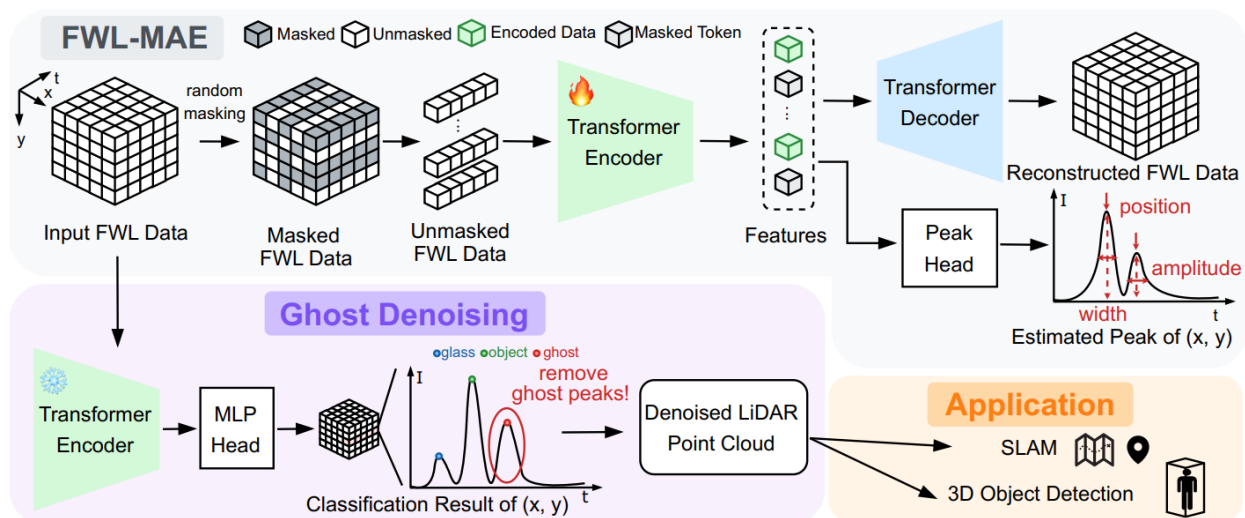 FWL-MAE
Masked
Unmasked
Encoded Data
Masked Token
t
x
y
random
masking
Input FWL Data
Masked
FWL Data
⋮
Unmasked
FWL Data
Transformer
Encoder
⋮
Features
Transformer
Decoder
Reconstructed FWL Data
Peak
Head
I
position
amplitude
width
t
Estimated Peak of (x, y)
Ghost Denoising
Transformer
Encoder
MLP
Head
glass object ghost
I
remove
ghost peaks!
t
Classification Result of (x, y)
Denoised LiDAR
Point Cloud
Application
SLAM
3D Object Detection